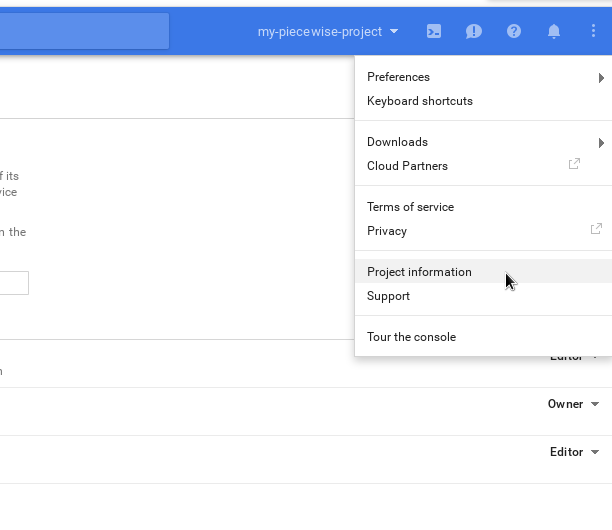 my-piecewise-project
Preferences
Keyboard shortcuts
Downloads
Cloud Partners
of its
Terms of service
Privacy
the
Project information
Support
Tour the console
Editor
Owner
Editor